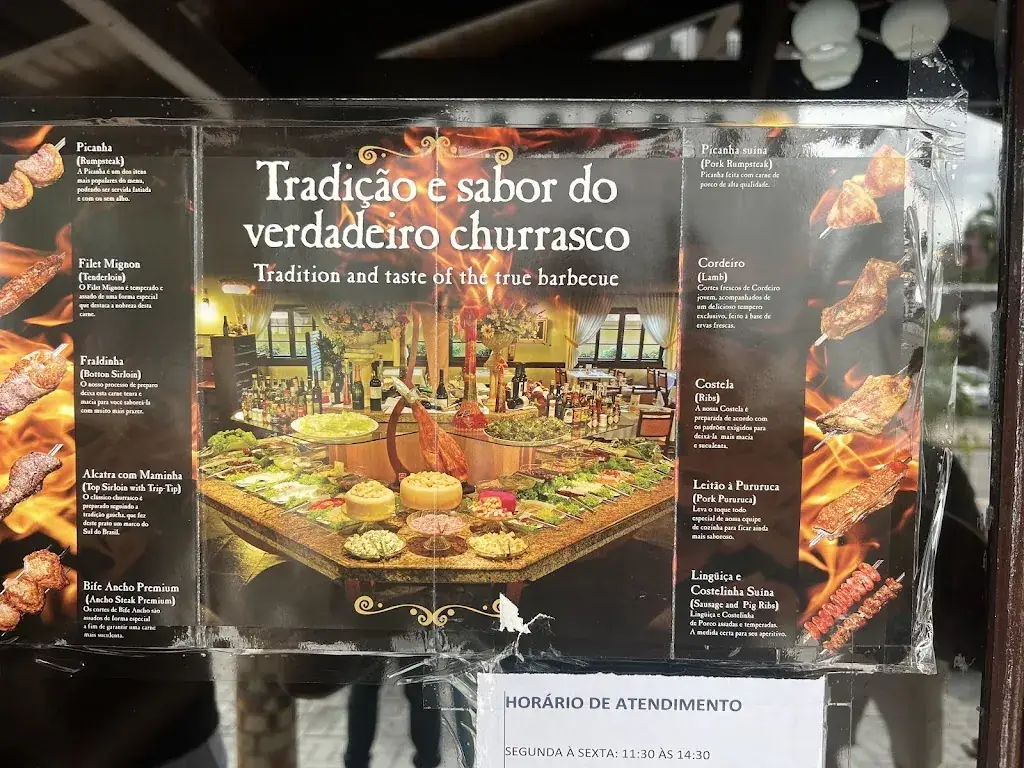 Tradição e sabor do
verdadeiro churrasco
Tradition and taste of the true barbecue
Picanha
(Rumpsteak)
A Picanha é um dos itens
mais populares do menu,
podendo ser servida fatiada
e com ou sem alho.
Filet Mignon
(Tenderloin)
O Filet Mignon é temperado e
assado de uma forma especial
que destaca a nobreza desta
carne.
Fraldinha
(Botton Sirloin)
O nosso processo de preparo
deixa esta carne tenra e
macia para você saboreá-la
com muito mais prazer.
Alcatra com Maminha
(Top Sirloin with Trip-Tip)
O clássico churrasco é
preparado seguindo a
tradição gaúcha, que fez
deste prato um marco do
Sul do Brasil.
Bife Ancho Premium
(Ancho Steak Premium)
Os cortes de Bife Ancho são
assados de forma especial
a fim de garantir uma carne
mais suculenta.
Picanha suína
(Pork Rumpsteak)
Picanha feita com carne de
porco de alta qualidade.
Cordeiro
(Lamb)
Cortes frescos de Cordeiro
jovem, acompanhados de
um delicioso tempero
exclusivo, feito à base de
ervas frescas.
Costela
(Ribs)
A nossa Costela é
preparada de acordo com
os padrões exigidos para
deixá-la mais macia
e suculenta.
Leitão à Pururuca
(Pork Pururuca)
Leva o toque todo
especial de nossa equipe
de cozinha para ficar ainda
mais saboroso.
Lingüiça e
Costelinha Suína
(Sausage and Pig Ribs)
Lingüiça e Costelinha
de Porco assadas e temperadas.
A medida certa para seu aperitivo.
HORÁRIO DE ATENDIMENTO
SEGUNDA À SEXTA: 11:30 ÀS 14:30